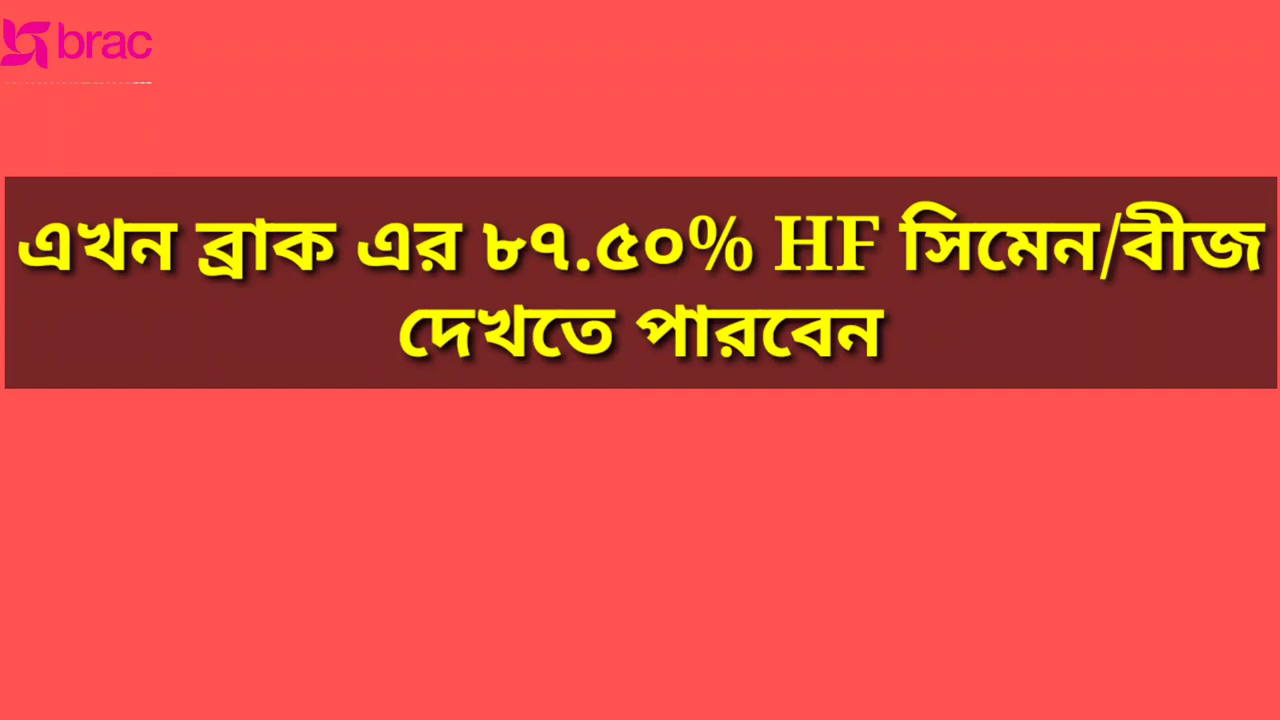 brac
এখন ব্রাক এর ৮৭.৫০% HF সিমেন/বীজ
দেখতে পারবেন